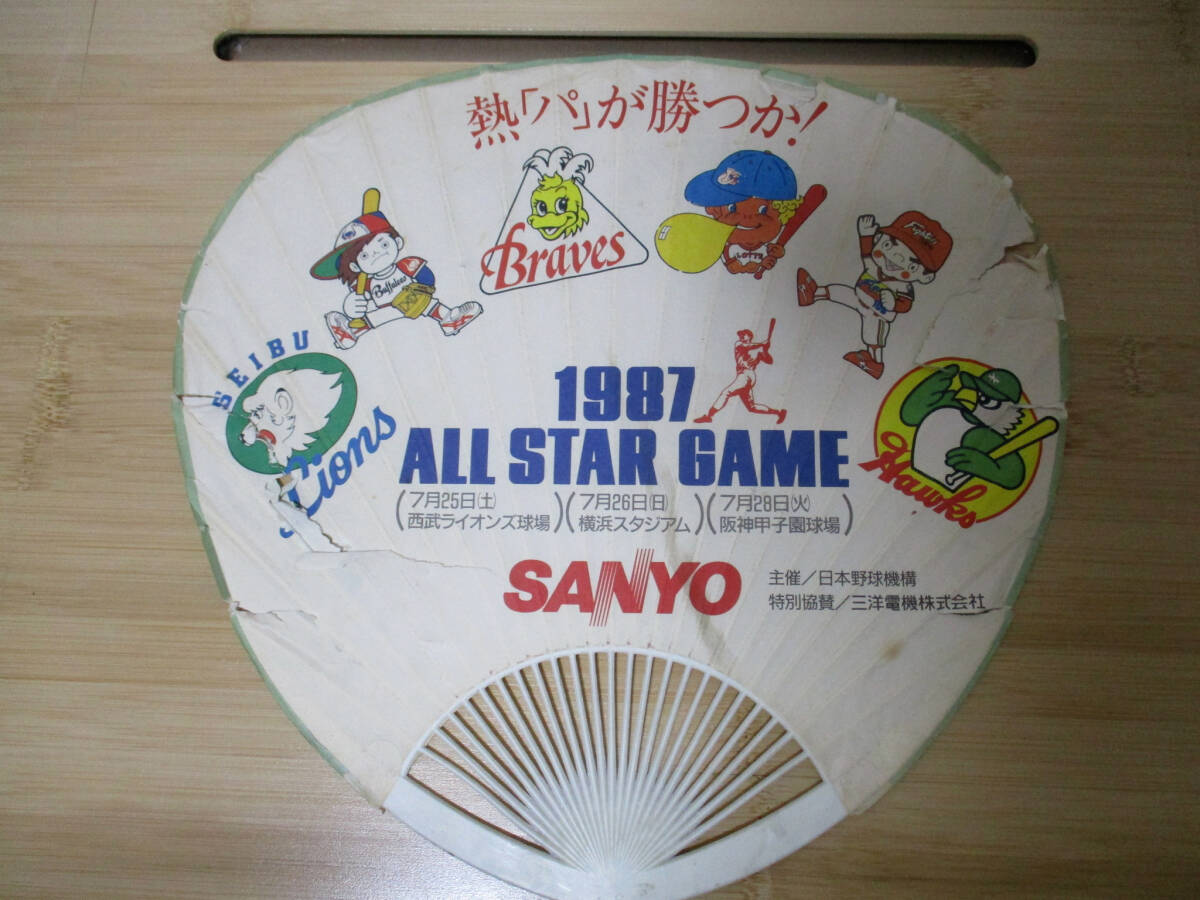 熱「パ」が勝つか!
Braves
Buffaloes
LOTTE
Fighters
SEIBU
Lions
1987
ALL STAR GAME
(7月25日(土) 西武ライオンズ球場) (7月26日(日) 横浜スタジアム) (7月28日(火) 阪神甲子園球場)
Hawks
SANYO
主催/日本野球機構
特別協賛/三洋電機株式会社